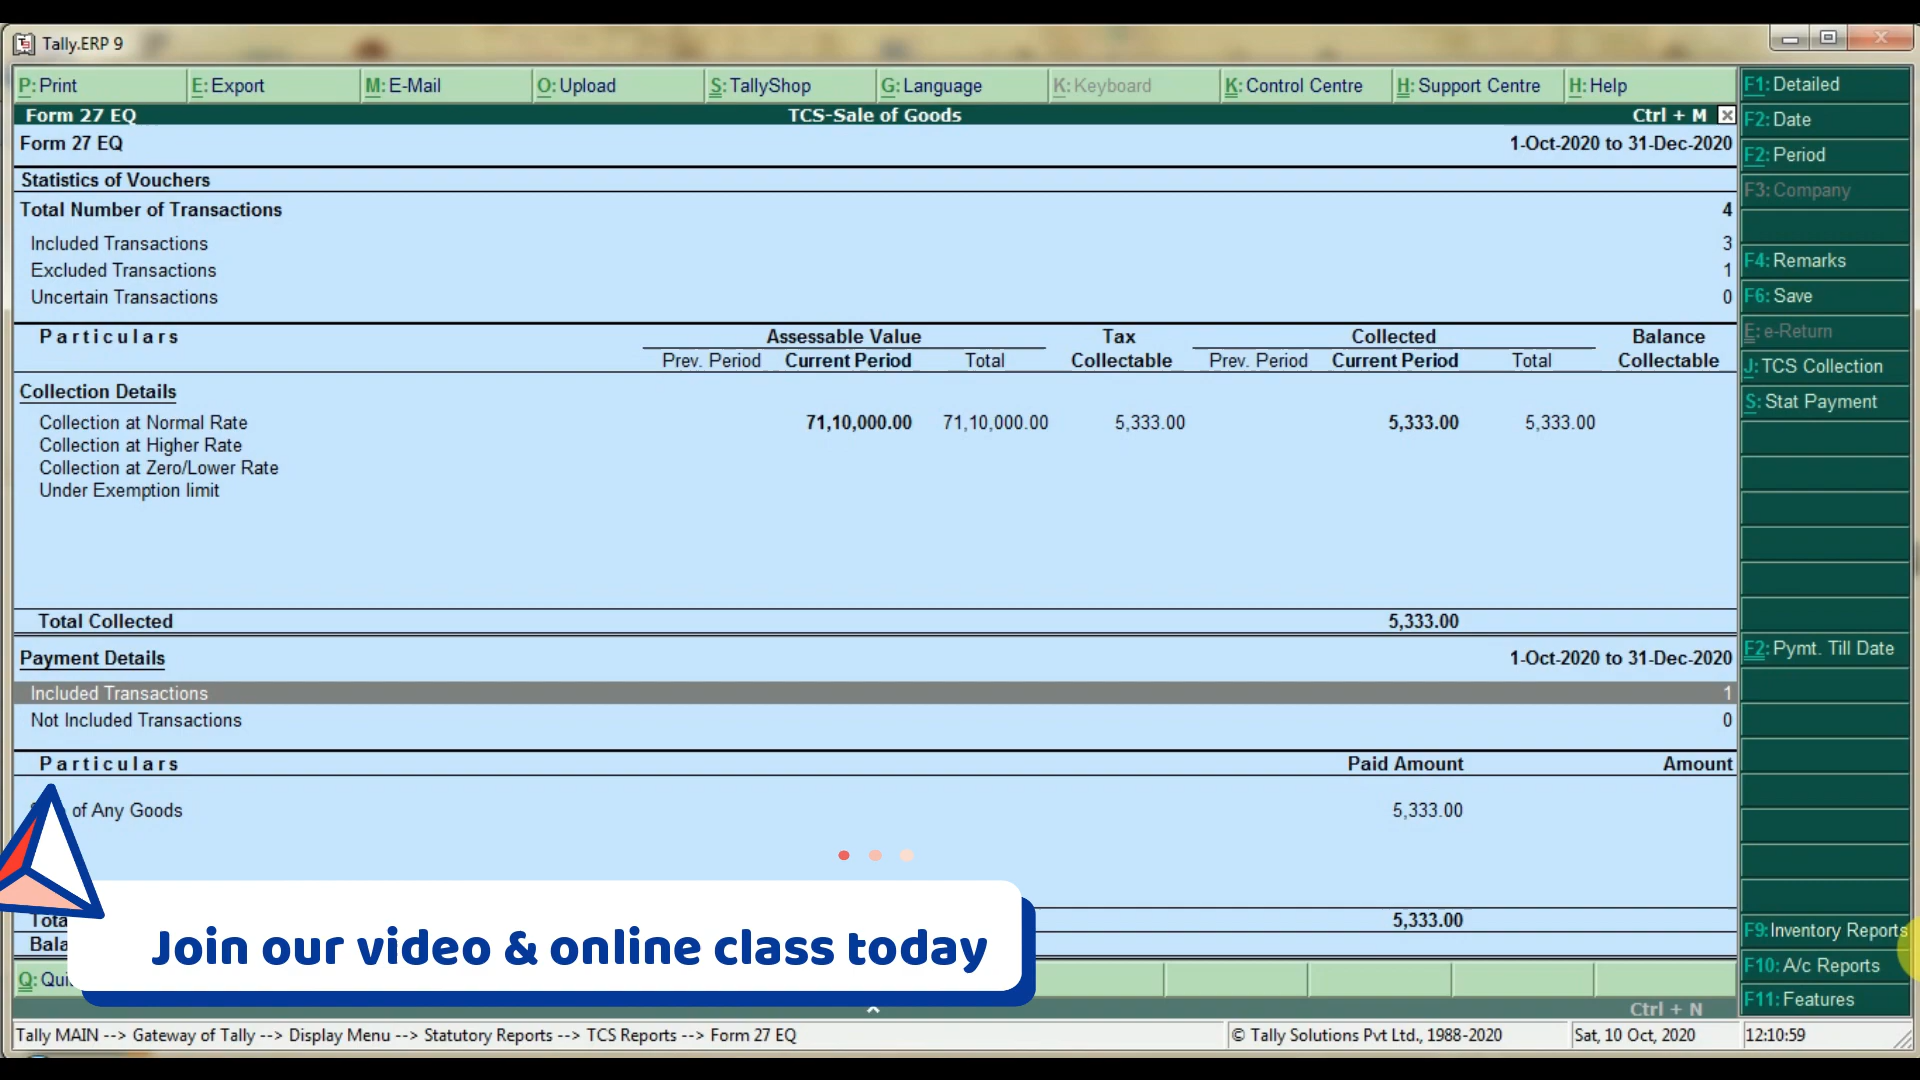 Tally.ERP 9
P: Print E: Export M: E-Mail O: Upload S: TallyShop G: Language K: Keyboard K: Control Centre H: Support Centre H: Help
Form 27 EQ TCS-Sale of Goods Ctrl + M
Form 27 EQ 1-Oct-2020 to 31-Dec-2020
Statistics of Vouchers
Total Number of Transactions 4
Included Transactions 3
Excluded Transactions 1
Uncertain Transactions 0
Particulars Assessable Value Tax Collected Balance
Prev. Period Current Period Total Collectable Prev. Period Current Period Total Collectable
Collection Details
Collection at Normal Rate 71,10,000.00 71,10,000.00 5,333.00 5,333.00 5,333.00
Collection at Higher Rate
Collection at Zero/Lower Rate
Under Exemption limit
Total Collected 5,333.00
Payment Details 1-Oct-2020 to 31-Dec-2020
Included Transactions 1
Not Included Transactions 0
Particulars Paid Amount Amount
of Any Goods 5,333.00
5,333.00
Join our video & online class today
Q:
Ctrl + N
F1: Detailed
F2: Date
F2: Period
F3: Company
F4: Remarks
F6: Save
E: e-Return
J: TCS Collection
S: Stat Payment
F2: Pymt. Till Date
F9: Inventory Reports
F10: A/c Reports
F11: Features
Tally MAIN --> Gateway of Tally --> Display Menu --> Statutory Reports --> TCS Reports --> Form 27 EQ © Tally Solutions Pvt Ltd., 1988-2020 Sat, 10 Oct, 2020 12:10:59